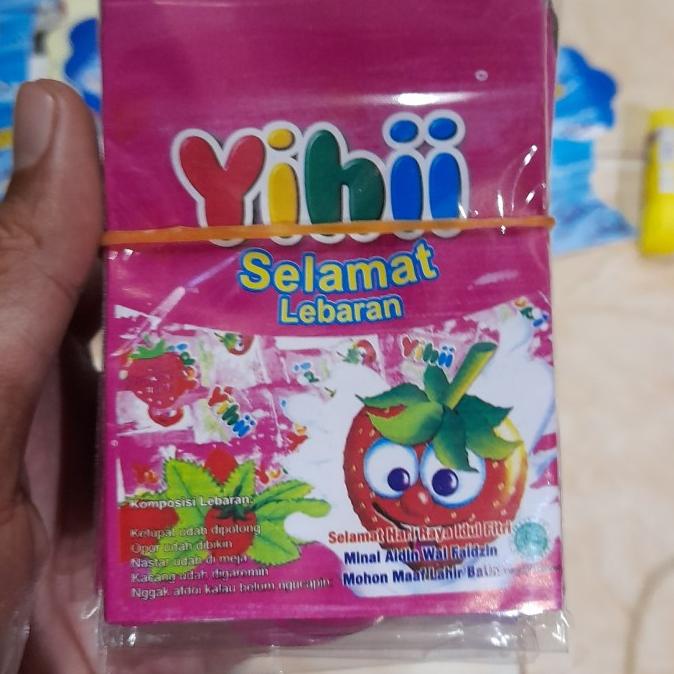 Yihii
Selamat
Lebaran
Yihii
Yihii
Komposisi Lebaran:
Ketupat udah dipotong
Opor udah dibikin
Nastar udah di meja
Kacang udah digaremin
Nggak afdol kalau belum ngucapin:
Selamat Hari Raya Idul Fitri
Minal Aidin Wal Faidzin
Mohon Maaf Lahir Batin